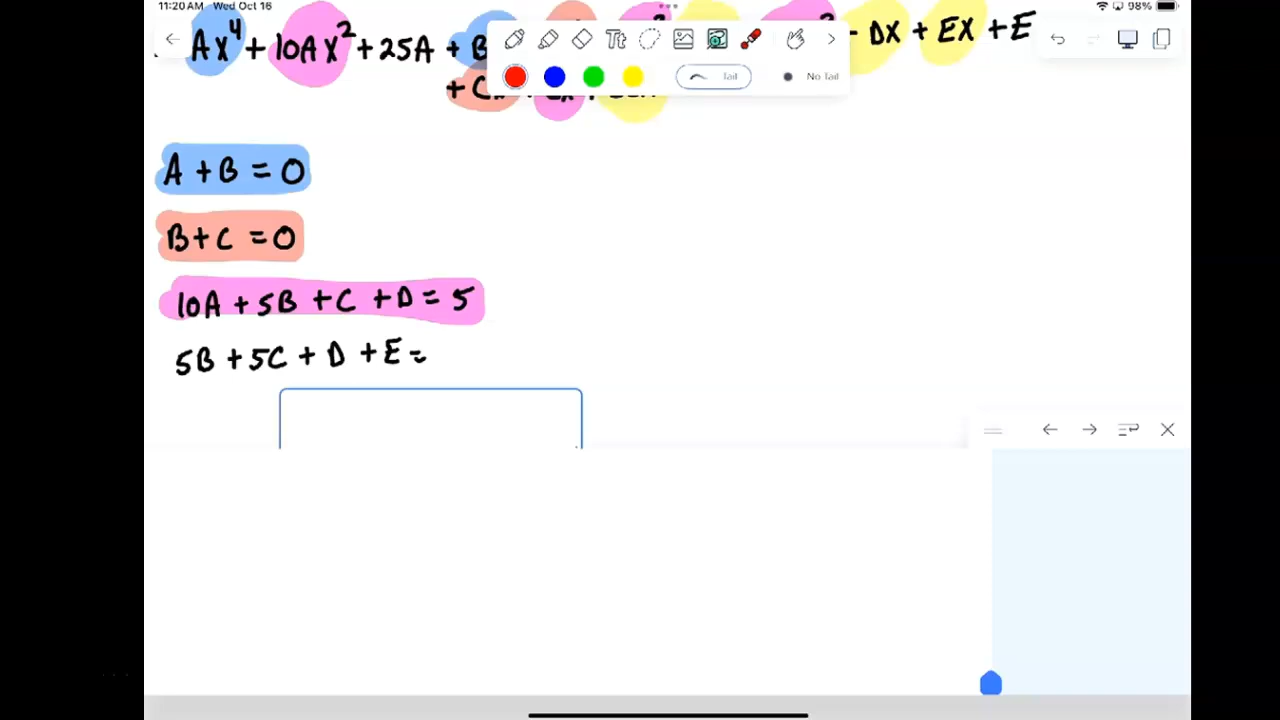 11:20 AM Wed Oct 16 98%
Ax⁴ + 10Ax² + 25A + B - Dx + Ex + E
+ C
Tail No Tail
A + B = 0
B + C = 0
10A + 5B + C + D = 5
5B + 5C + D + E =